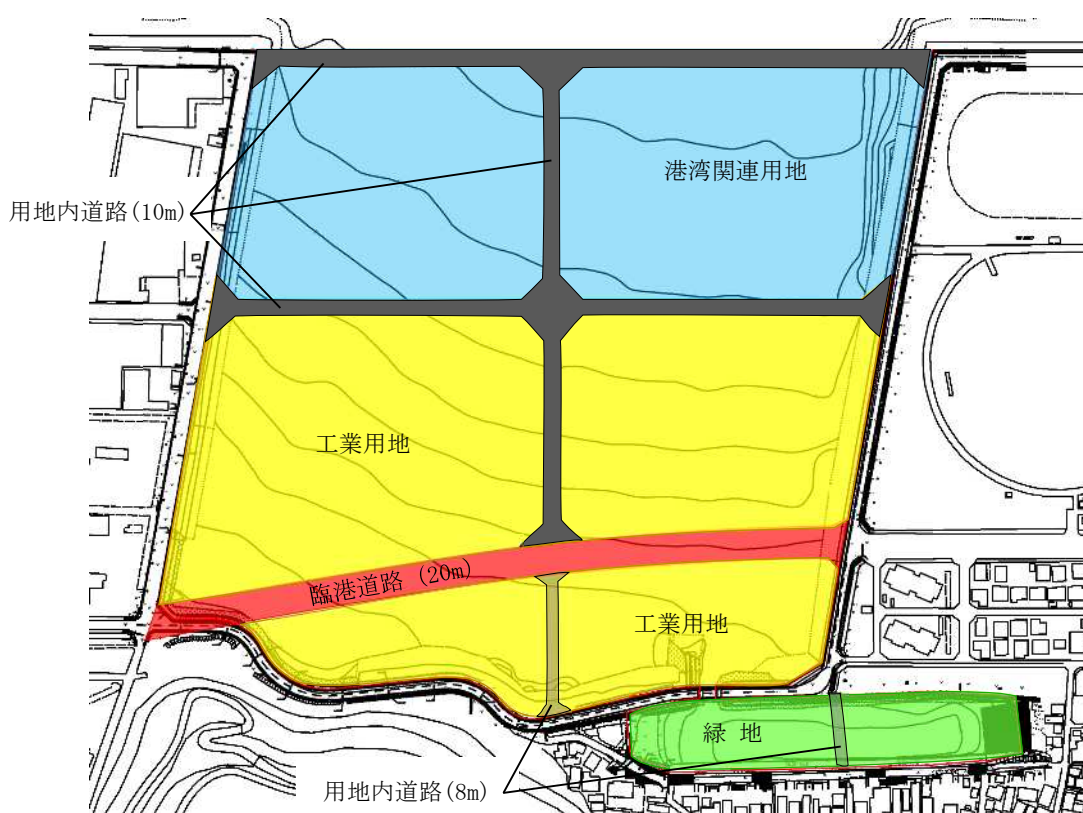 港湾関連用地
用地内道路(10m)
工業用地
臨港道路 (20m)
工業用地
緑 地
用地内道路(8m)